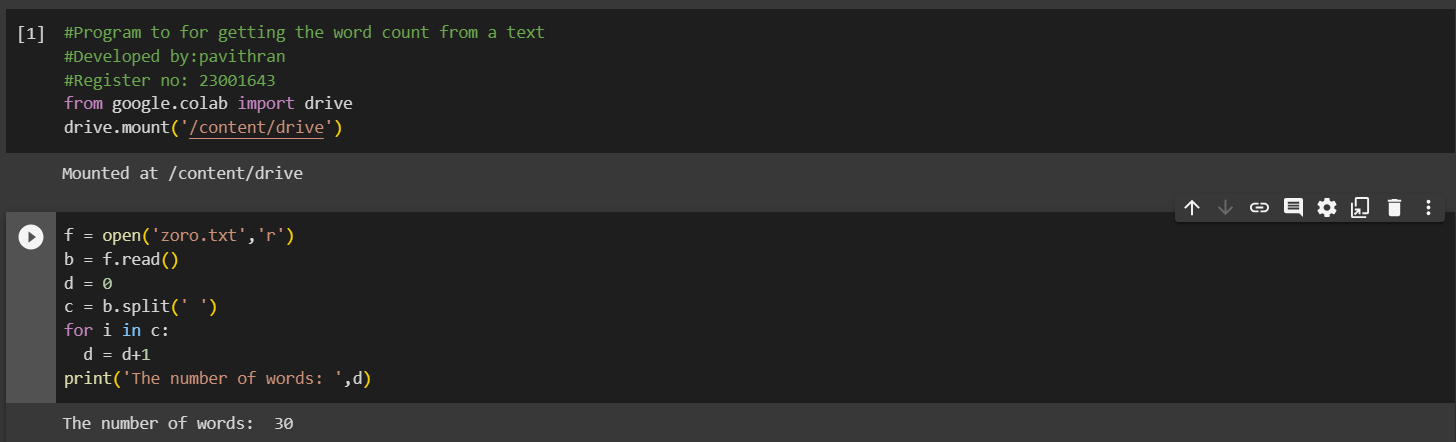 [1] #Program to for getting the word count from a text
#Developed by:pavithran
#Register no: 23001643
from google.colab import drive
drive.mount('/content/drive')
Mounted at /content/drive
f = open('zoro.txt','r')
b = f.read()
d = 0
c = b.split(' ')
for i in c:
  d = d+1
print('The number of words: ',d)
The number of words:  30